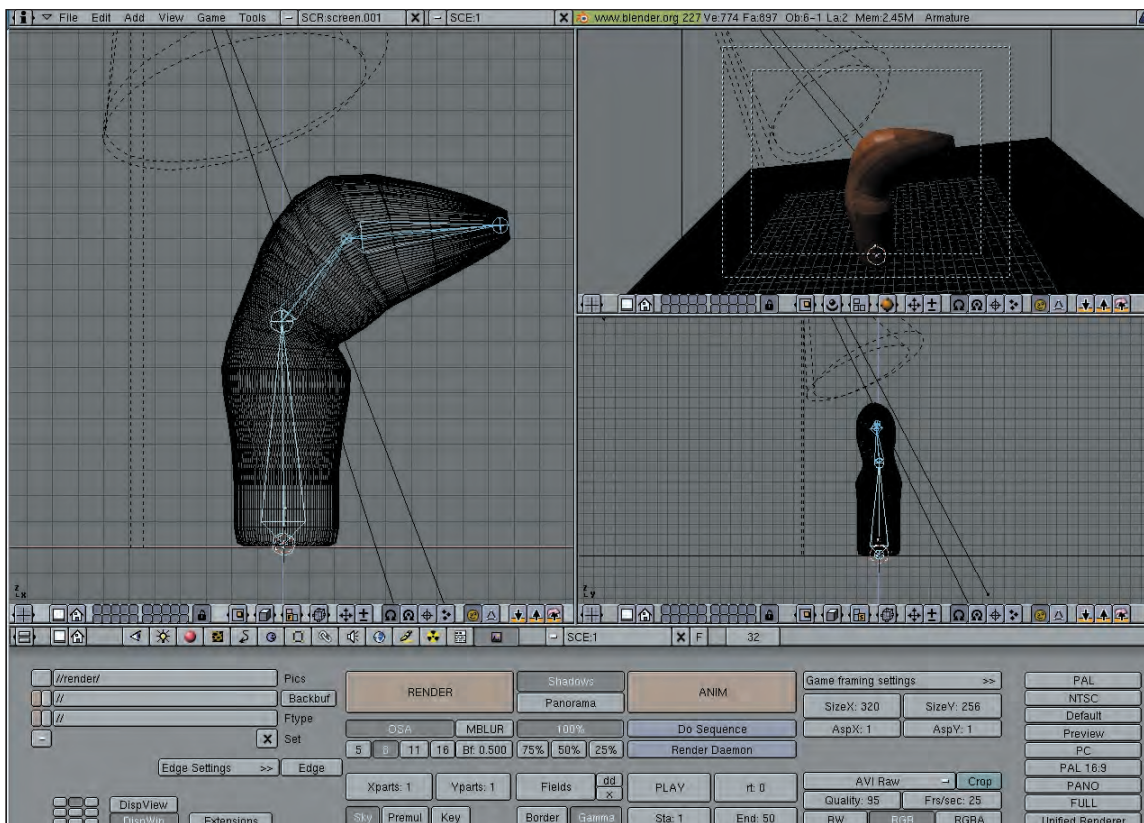 File Edit Add View Game Tools SCR:screen.001 SCE:1 www.blender.org 227 Ve:774 Fa:697 Ob:6-1 La:2 Mem:2.45M Armature
z
x
z
y
SCE:1 F 32
//render/ Pics
// Backbuf
// Ftype
Set
Edge Settings >> Edge
DispView
DispWin Extensions
RENDER
Shadows
Panorama
ANIM
OSA MBLUR
100%
Do Sequence
5 8 11 16 Bf: 0.500
75% 50% 25%
Render Daemon
Xparts: 1 Yparts: 1
Fields dd
X
PLAY rt: 0
Sky Premul Key
Border Gamma
Sta: 1 End: 50
Game framing settings >>
SizeX: 320 SizeY: 256
AspX: 1 AspY: 1
AVI Raw Crop
Quality: 95 Frs/sec: 25
BW RGB RGBA
PAL
NTSC
Default
Preview
PC
PAL 16:9
PANO
FULL
Unified Renderer